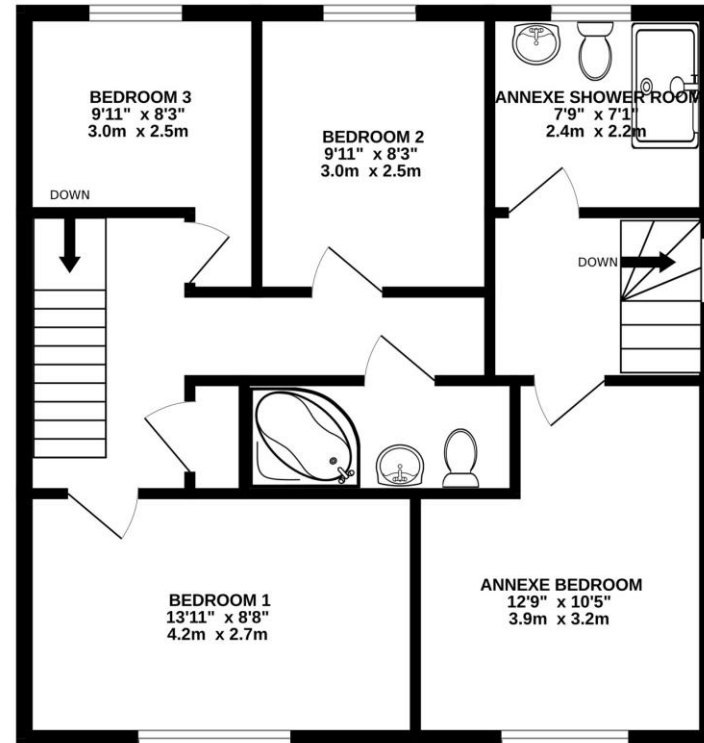 BEDROOM 3
9'11" x 8'3"
3.0m x 2.5m
BEDROOM 2
9'11" x 8'3"
3.0m x 2.5m
ANNEXE SHOWER ROOM
7'9" x 7'1"
2.4m x 2.2m
DOWN
DOWN
BEDROOM 1
13'11" x 8'8"
4.2m x 2.7m
ANNEXE BEDROOM
12'9" x 10'5"
3.9m x 3.2m